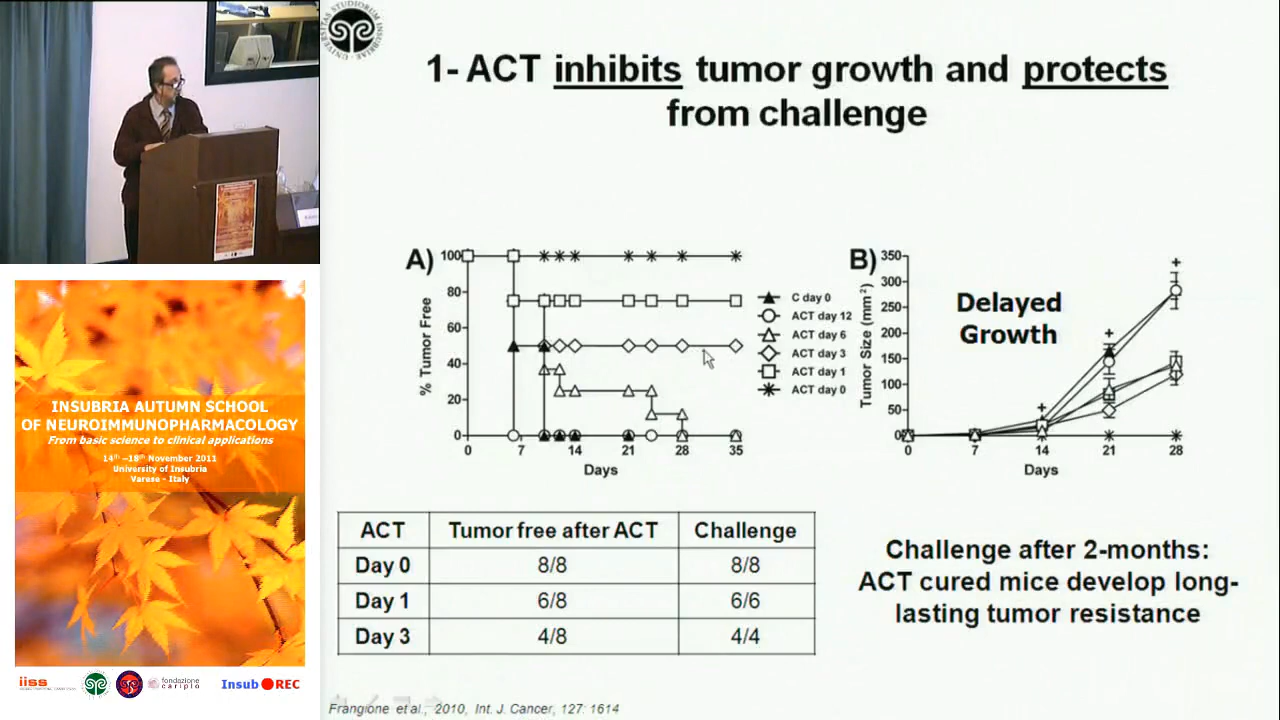 UNIVERSITAS STUDIORUM INSUBRIAE
1- ACT inhibits tumor growth and protects
from challenge
A)
100
80
60
40
20
0
% Tumor Free
0 7 14 21 28 35
Days
C day 0
ACT day 12
ACT day 6
ACT day 3
ACT day 1
ACT day 0
B)
350
300
250
200
150
100
50
0
Tumor Size (mm²)
Delayed
Growth
+
+
+
0 7 14 21 28
Days
ACT Tumor free after ACT Challenge
Day 0 8/8 8/8
Day 1 6/8 6/6
Day 3 4/8 4/4
Challenge after 2-months:
ACT cured mice develop long-
lasting tumor resistance
Frangione et al., 2010, Int. J. Cancer, 127: 1614
INSUBRIA AUTUMN SCHOOL
OF NEUROIMMUNOPHARMACOLOGY
From basic science to clinical applications
14th –18th November 2011
University of Insubria
Varese - Italy
iiss
fondazione
cariplo
InsubREC